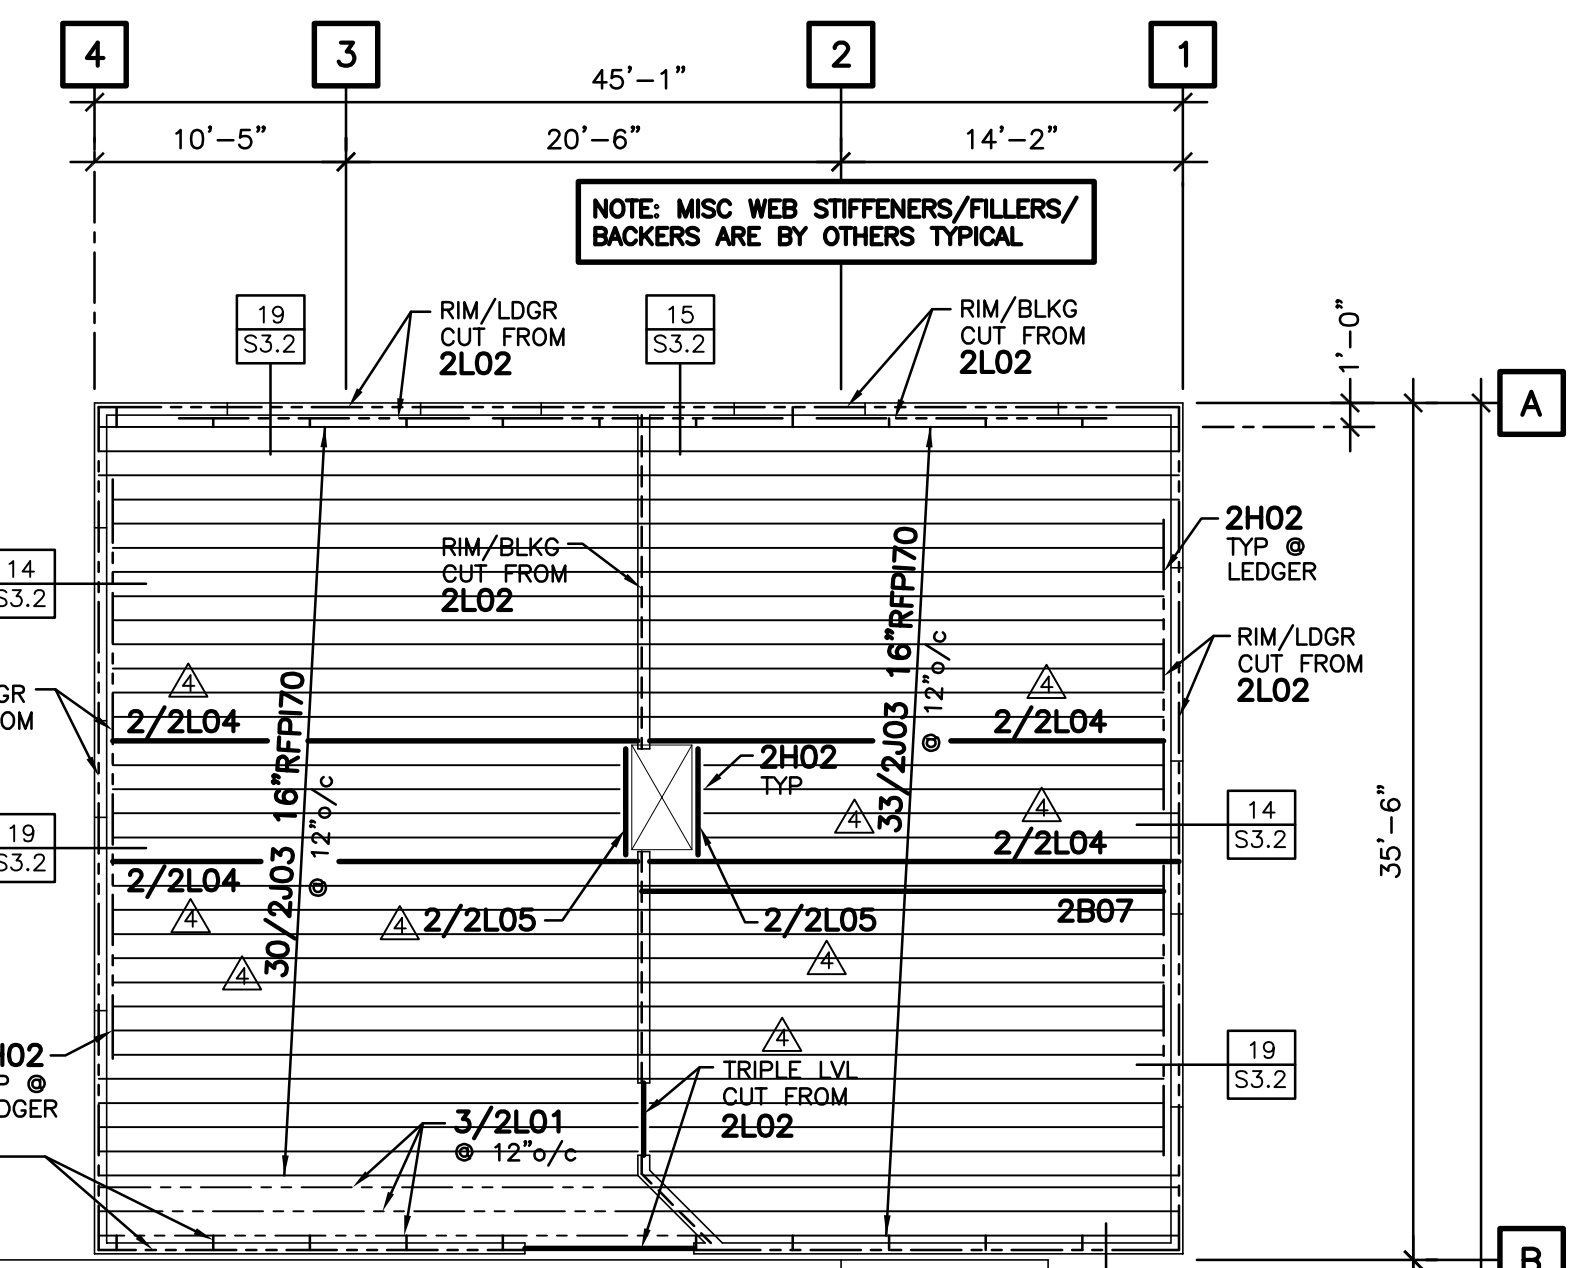 4
3
2
1
45'-1"
10'-5"
20'-6"
14'-2"
NOTE: MISC WEB STIFFENERS/FILLERS/
BACKERS ARE BY OTHERS TYPICAL
19
S3.2
RIM/LDGR
CUT FROM
2L02
15
S3.2
RIM/BLKG
CUT FROM
2L02
1'-0"
A
2H02
TYP @
LEDGER
14
S3.2
RIM/BLKG
CUT FROM
2L02
30/2J03 16"RFPI70
@ 12"o/c
33/2J03 16"RFPI70
@ 12"o/c
RIM/LDGR
CUT FROM
2L02
4
2/2L04
4
2/2L04
2H02
TYP
4
4
2/2L04
14
S3.2
35'-6"
19
S3.2
2/2L04
4
4
2/2L05
2/2L05
2B07
4
4
4
TRIPLE LVL
CUT FROM
2L02
19
S3.2
3/2L01
@ 12"o/c
B